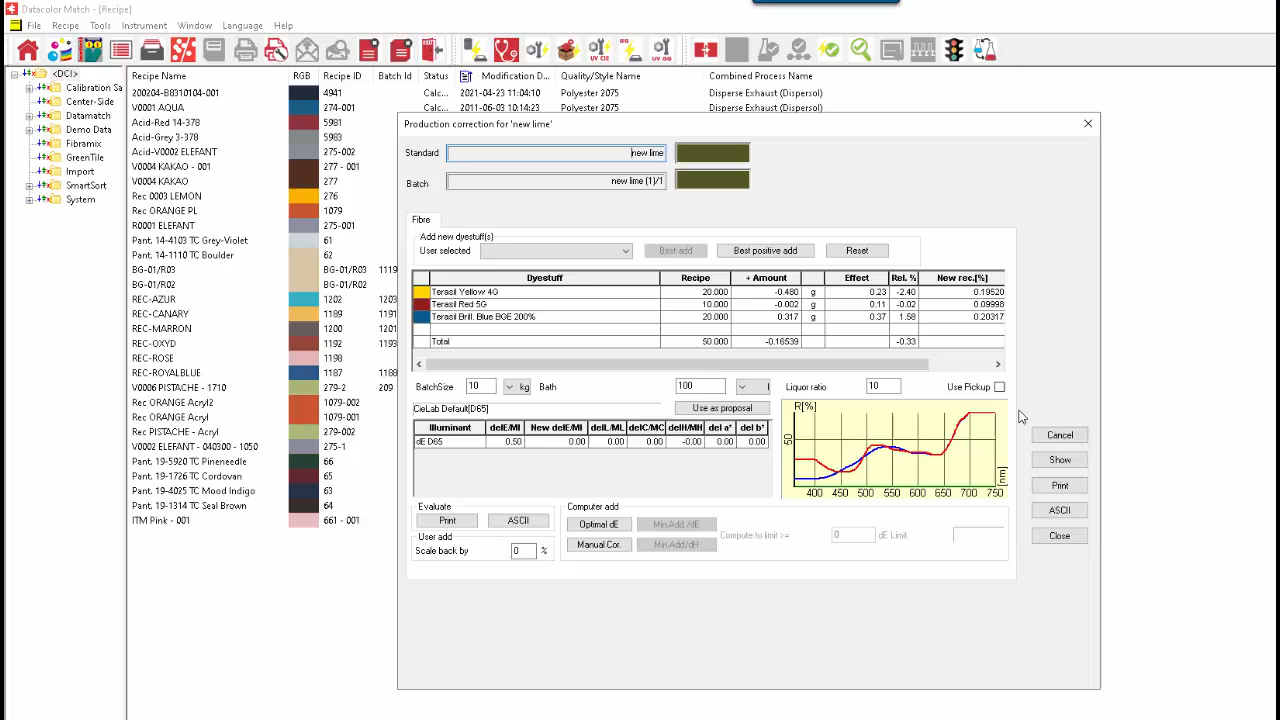 Datacolor Match - [Recipe]
File Recipe Tools Instrument Window Language Help
UV CIE
UV GG
EXIT
<DCI>
Calibration Sa
Center-Side
Datamatch
Demo Data
Fibramix
GreenTile
Import
SmartSort
System
Recipe Name RGB Recipe ID Batch Id Status Modification D... Quality/Style Name Combined Process Name
200204-B8310104-001 4941 Calc... 2021-04-23 11:04:10 Polyester 2075 Disperse Exhaust (Dispersol)
V0001 AQUA 274-001 Calc... 2011-06-03 10:14:23 Polyester 2075 Disperse Exhaust (Dispersol)
Acid-Red 14-378 5981
Acid-Grey 3-378 5983
Acid-V0002 ELEFANT 275-002
V0004 KAKAO - 001 277 - 001
V0004 KAKAO 277
Rec 0003 LEMON 276
Rec ORANGE PL 1079
R0001 ELEFANT 275-001
Pant. 14-4103 TC Grey-Violet 61
Pant. 14-1110 TC Boulder 62
BG-01/R03 BG-01/R03 1119
BG-01/R02 BG-01/R02
REC-AZUR 1202 1203
REC-CANARY 1189 1191
REC-MARRON 1200 1201
REC-OXYD 1192 1193
REC-ROSE 1198
REC-ROYALBLUE 1187 1188
V0006 PISTACHE - 1710 279-2 209
Rec ORANGE Acryl2 1079-002
Rec ORANGE Acryl 1079-001
Rec PISTACHE - Acryl 279-002
V0002 ELEFANT - 040300 - 1050 275-1
Pant. 19-5920 TC Pineneedle 66
Pant. 19-1726 TC Cordovan 65
Pant. 19-4025 TC Mood Indigo 63
Pant. 19-1314 TC Seal Brown 64
ITM Pink - 001 661 - 001
Production correction for 'new lime'
Standard new lime
Batch new lime (1)/1
Fibre
Add new dyestuff(s)
User selected Best add Best positive add Reset
Dyestuff Recipe + Amount Effect Rel. % New rec.[%]
Terasil Yellow 4G 20.000 -0.480 g 0.23 -2.40 0.19520
Terasil Red 5G 10.000 -0.002 g 0.11 -0.02 0.09998
Terasil Brill. Blue BGE 200% 20.000 0.317 g 0.37 1.58 0.20317
Total 50.000 -0.16539 -0.33
BatchSize 10 kg Bath 100 l Liquor ratio 10 Use Pickup
CieLab Default[D65] Use as proposal
Illuminant delE/MI New delE/MI delL/ML delC/MC delH/MH del a* del b*
dE D65 0.50 0.00 0.00 0.00 -0.00 0.00 0.00
R[%]
50
[nm]
400 450 500 550 600 650 700 750
Evaluate
Print ASCII
User add
Scale back by 0 %
Computer add
Optimal dE Min.Add./dE
Manual Cor. Min.Add/dH
Compute to limit >= 0 dE Limit
Cancel
Show
Print
ASCII
Close